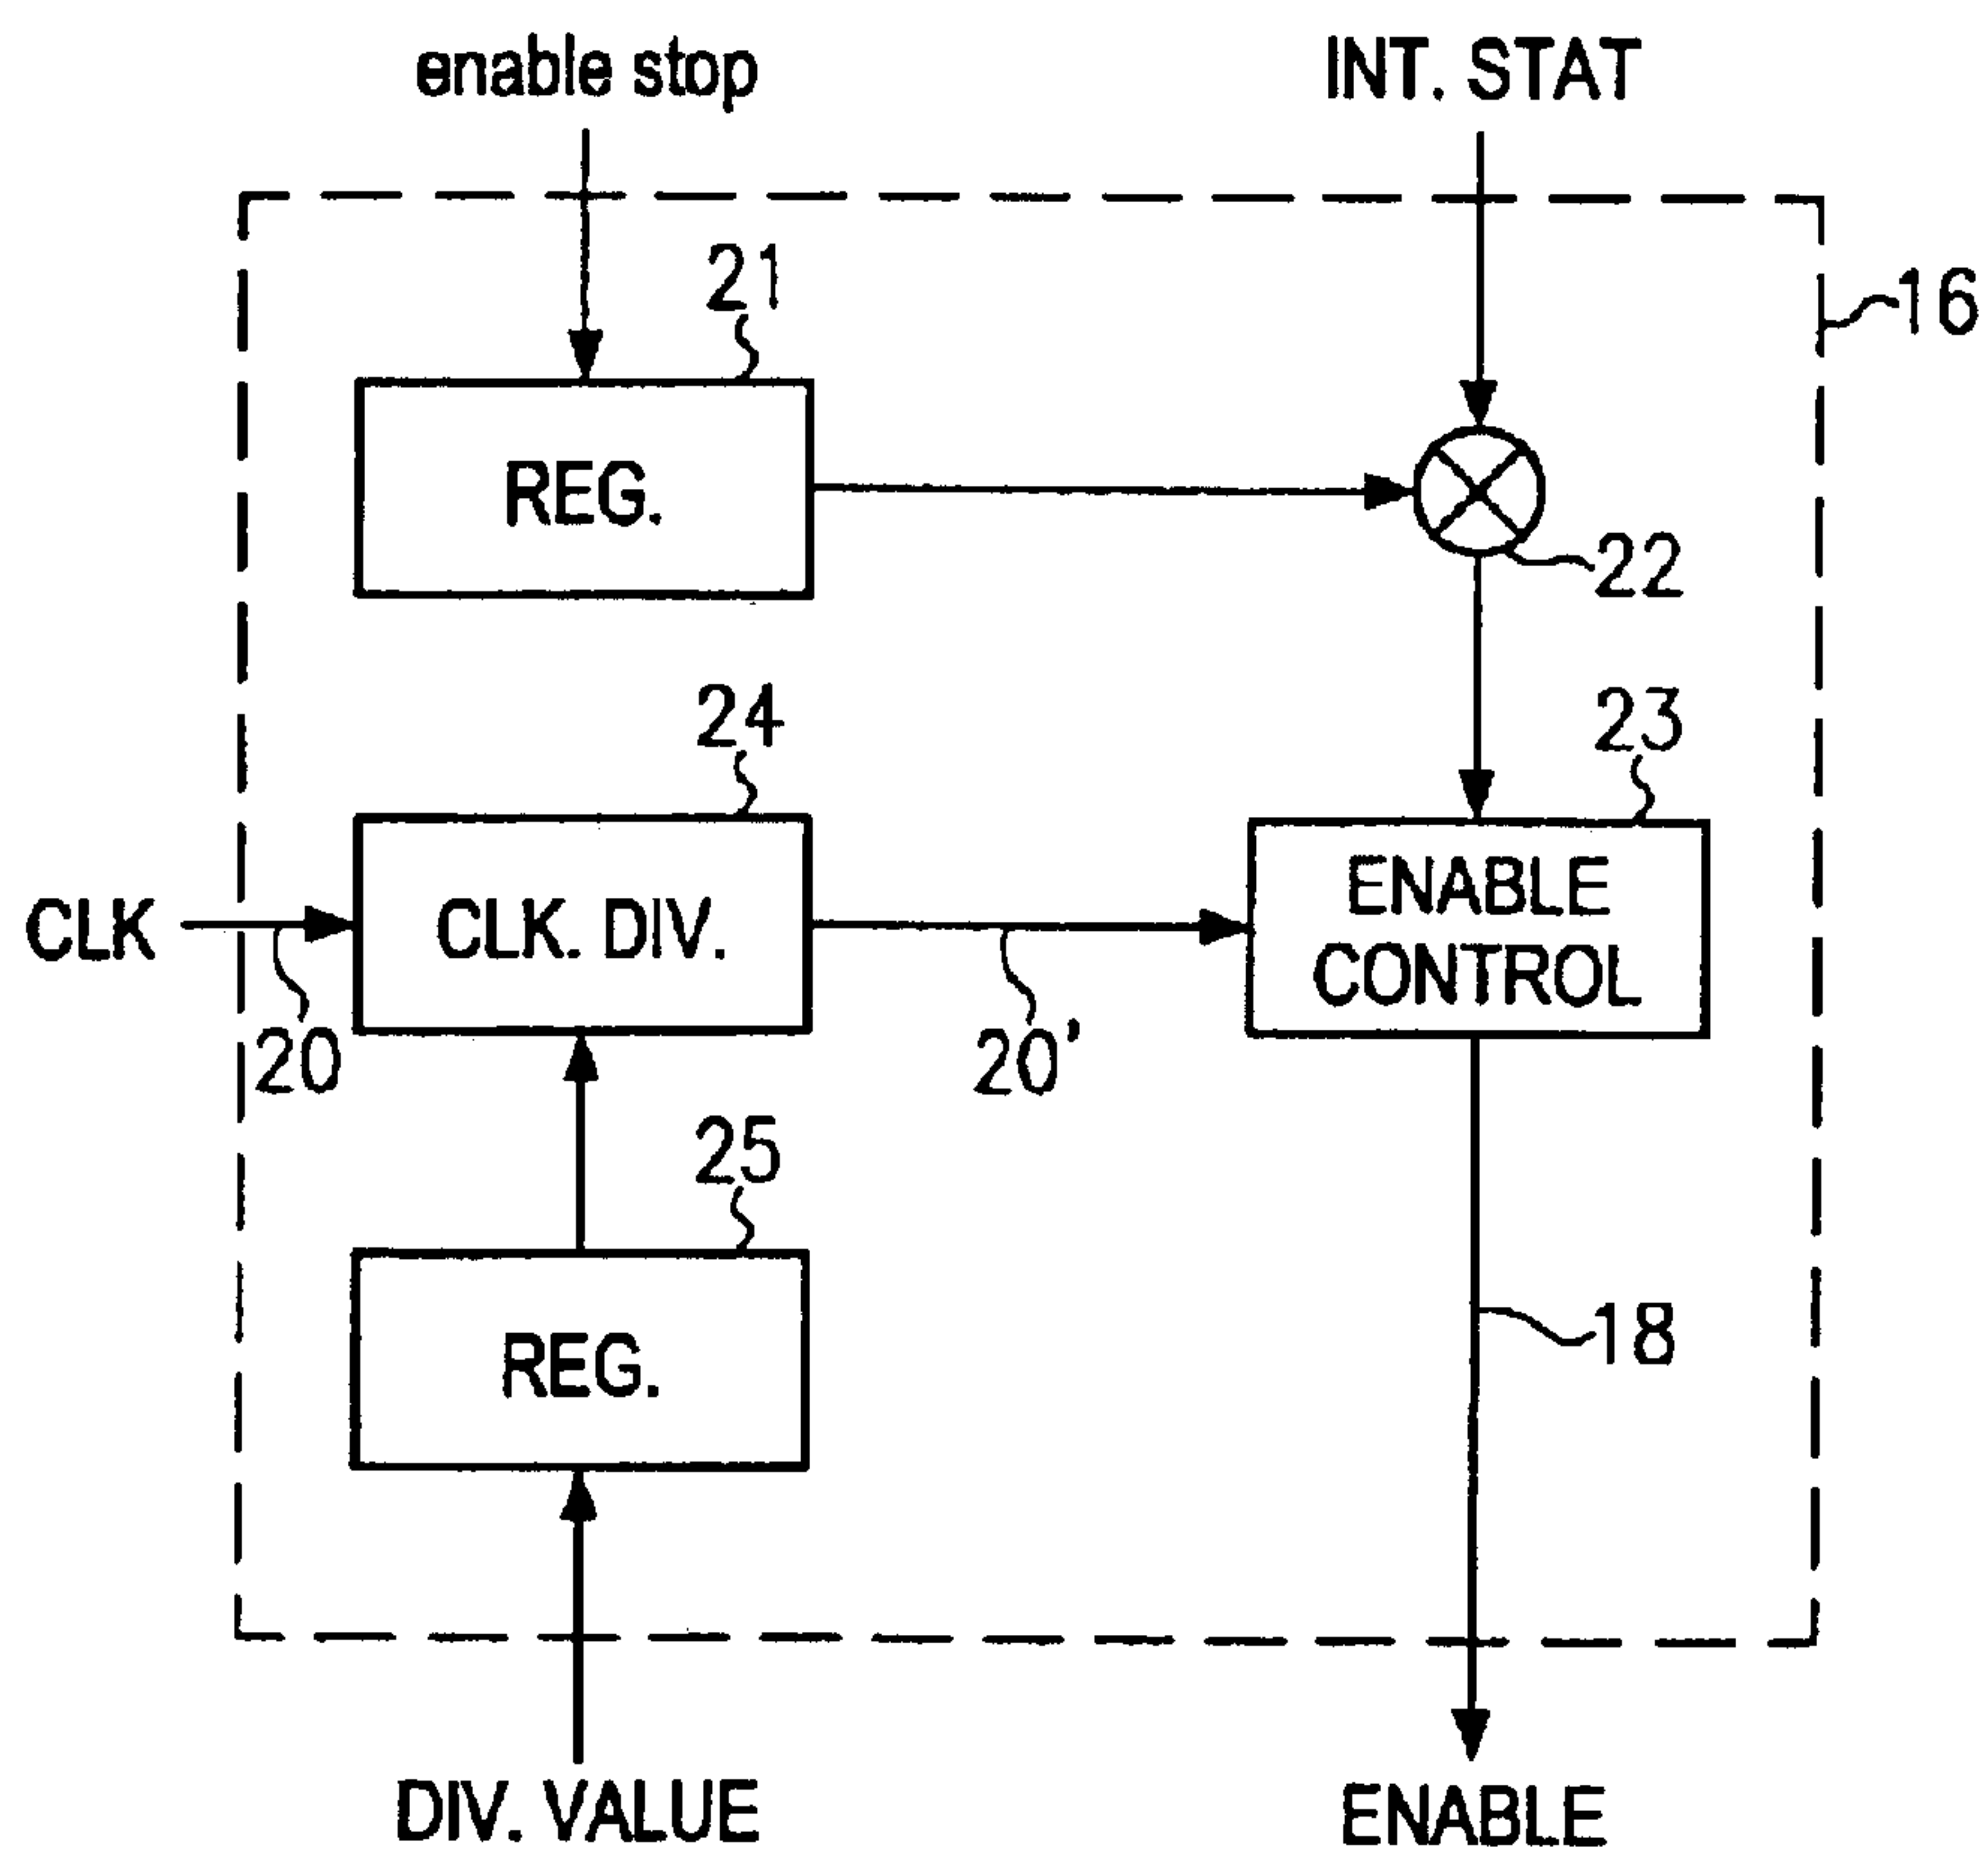 enable stop
INT. STAT
21
16
REG.
22
24
23
CLK
CLK. DIV.
ENABLE
CONTROL
20
20'
25
REG.
18
DIV. VALUE
ENABLE